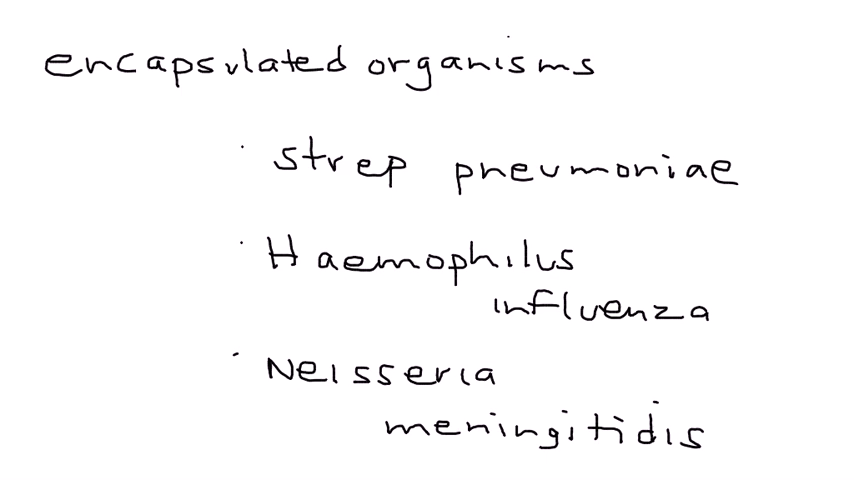 encapsulated organisms
· Strep pneumoniae
· Haemophilus
influenza
· Neisseria
meningitidis